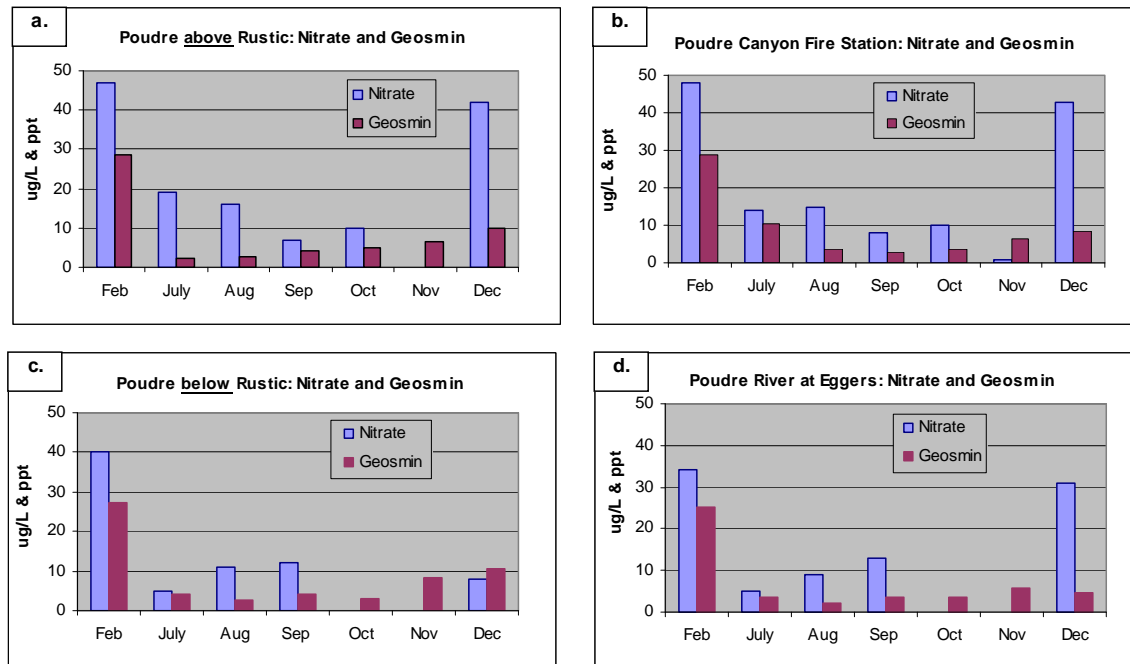 a.
Poudre above Rustic: Nitrate and Geosmin
ug/L & ppt
50
40
30
20
10
0
Nitrate
Geosmin
Feb July Aug Sep Oct Nov Dec
b.
Poudre Canyon Fire Station: Nitrate and Geosmin
ug/L & ppt
50
40
30
20
10
0
Nitrate
Geosmin
Feb July Aug Sep Oct Nov Dec
c.
Poudre below Rustic: Nitrate and Geosmin
ug/L & ppt
50
40
30
20
10
0
Nitrate
Geosmin
Feb July Aug Sep Oct Nov Dec
d.
Poudre River at Eggers: Nitrate and Geosmin
ug/L & ppt
50
40
30
20
10
0
Nitrate
Geosmin
Feb July Aug Sep Oct Nov Dec